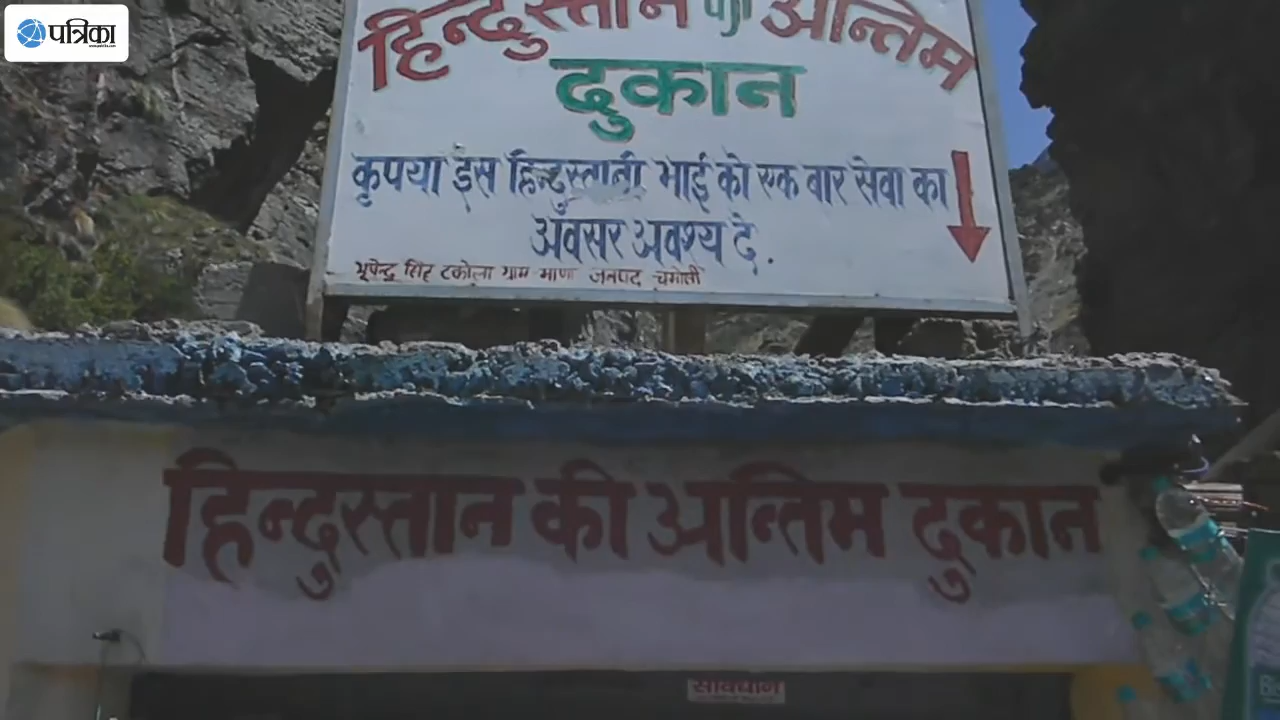 पत्रिका
हिन्दुस्तान की अन्तिम
दुकान
कृपया इस हिन्दुस्तानी भाई को एक बार सेवा का
अवसर अवश्य दे.
भूपेन्द्र सिंह टकोला ग्राम माणा जनपद चमोली
हिन्दुस्तान की अन्तिम दुकान
सावधान